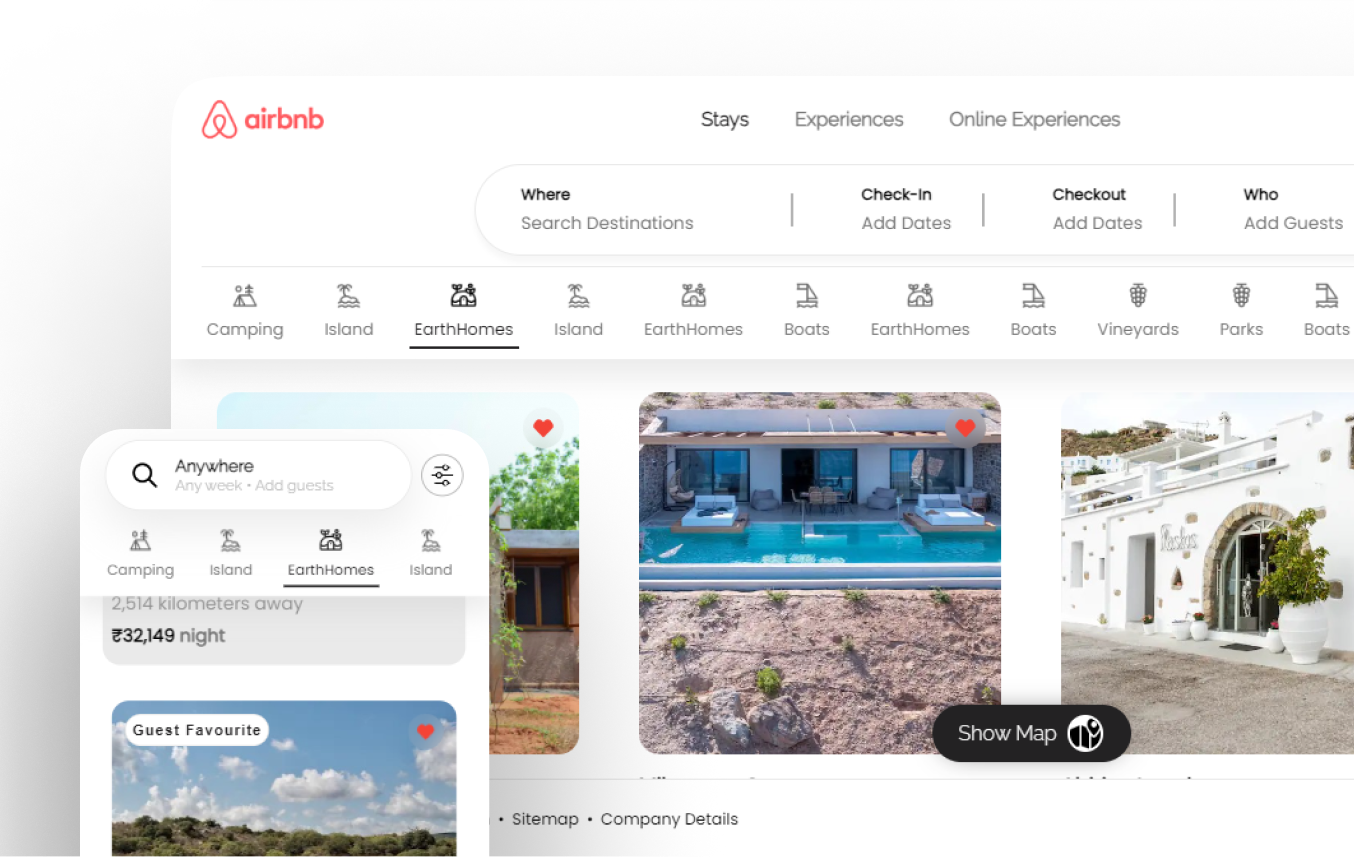 airbnb
Stays Experiences Online Experiences
Where Check-In Checkout Who
Search Destinations Add Dates Add Dates Add Guests
Camping Island EarthHomes Island EarthHomes Boats EarthHomes Boats Vineyards Parks Boats
Anywhere
Any week • Add guests
Camping Island EarthHomes Island
2,514 kilometers away
₹32,149 night
Guest Favourite
Show Map
• Sitemap • Company Details